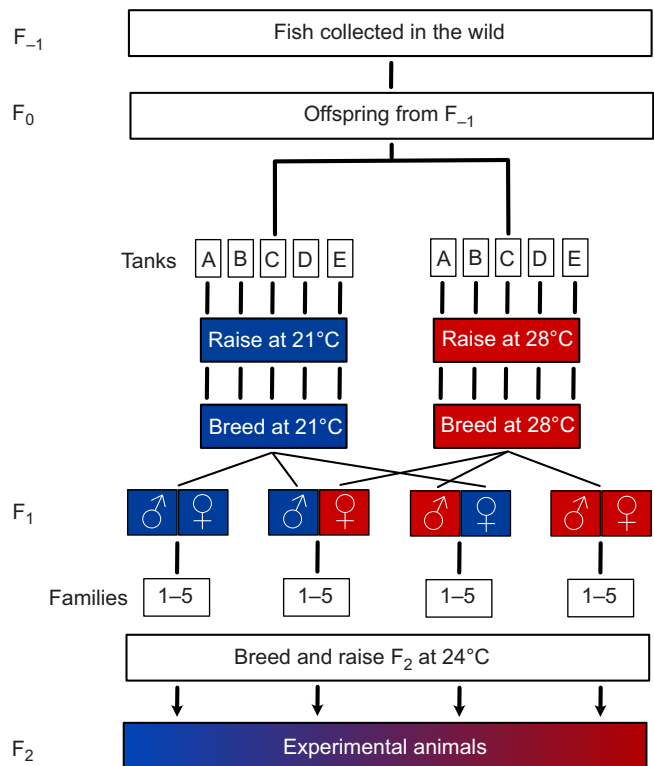 F–1 Fish collected in the wild
F0 Offspring from F–1
Tanks A B C D E A B C D E
Raise at 21°C Raise at 28°C
Breed at 21°C Breed at 28°C
F1 ♂ ♀ ♂ ♀ ♂ ♀ ♂ ♀
Families 1–5 1–5 1–5 1–5
Breed and raise F2 at 24°C
F2 Experimental animals